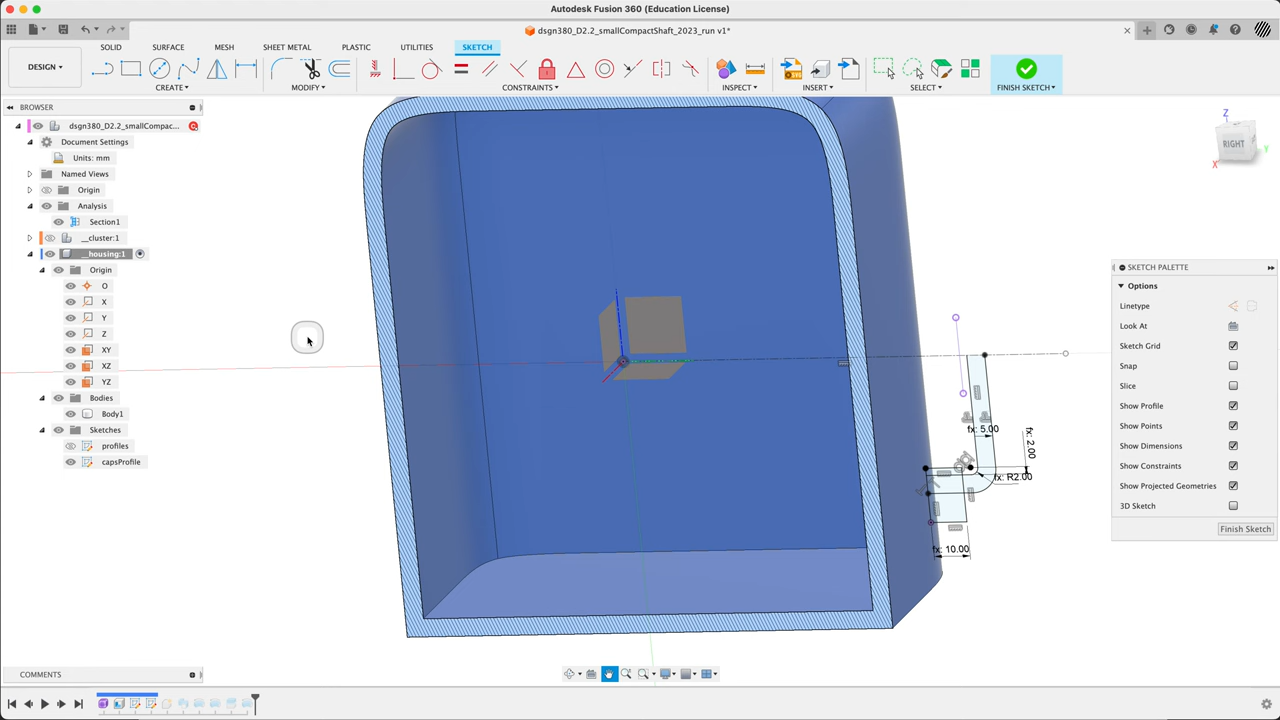 Autodesk Fusion 360 (Education License)
dsgn380_D2.2_smallCompactShaft_2023_run v1*
SOLID SURFACE MESH SHEET METAL PLASTIC UTILITIES SKETCH
DESIGN
CREATE MODIFY CONSTRAINTS INSPECT INSERT SELECT FINISH SKETCH
BROWSER
dsgn380_D2.2_smallCompac...
Document Settings
Units: mm
Named Views
Origin
Analysis
Section1
__cluster:1
__housing:1
Origin
O
X
Y
Z
XY
XZ
YZ
Bodies
Body1
Sketches
profiles
capsProfile
Z
RIGHT
Y
X
fx: 5.00
fx: 2.00
fx: R2.00
fx: 10.00
SKETCH PALETTE
Options
Linetype
Look At
Sketch Grid
Snap
Slice
Show Profile
Show Points
Show Dimensions
Show Constraints
Show Projected Geometries
3D Sketch
Finish Sketch
COMMENTS